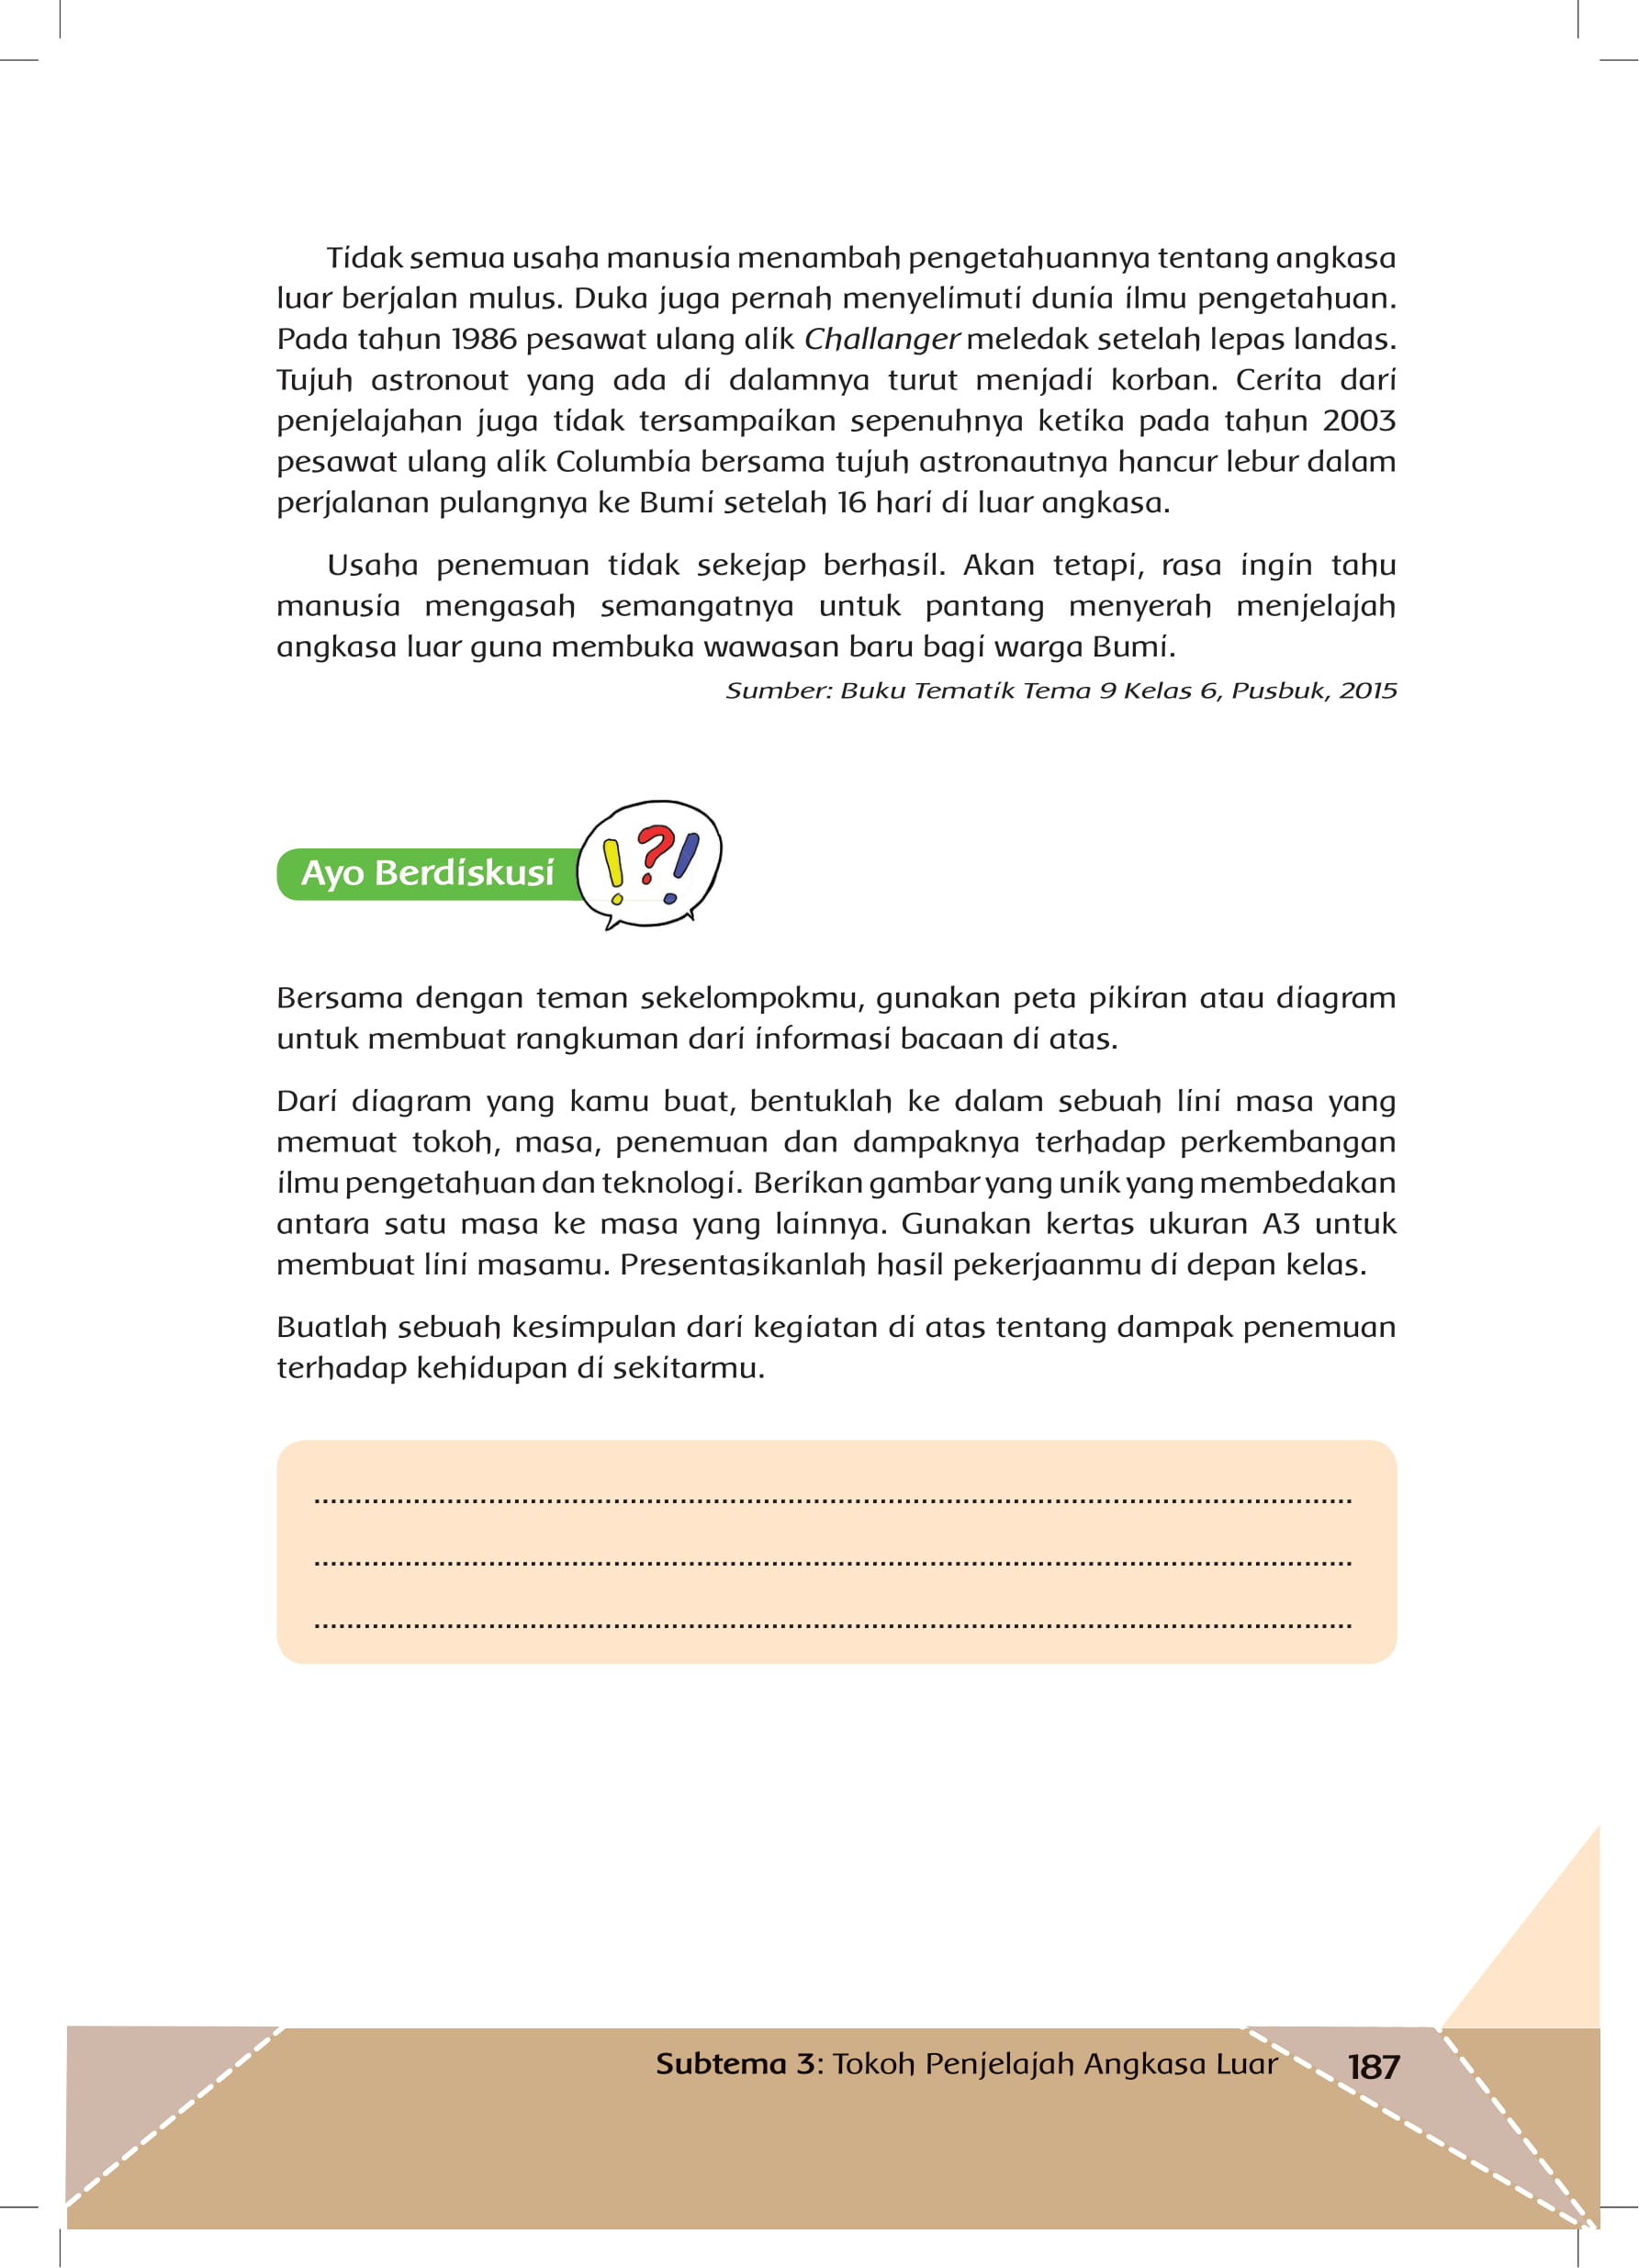 Tidak semua usaha manusia menambah pengetahuannya tentang angkasa
luar berjalan mulus. Duka juga pernah menyelimuti dunia ilmu pengetahuan.
Pada tahun 1986 pesawat ulang alik Challanger meledak setelah lepas landas.
Tujuh astronout yang ada di dalamnya turut menjadi korban. Cerita dari
penjelajahan juga tidak tersampaikan sepenuhnya ketika pada tahun 2003
pesawat ulang alik Columbia bersama tujuh astronautnya hancur lebur dalam
perjalanan pulangnya ke Bumi setelah 16 hari di luar angkasa.
Usaha penemuan tidak sekejap berhasil. Akan tetapi, rasa ingin tahu
manusia mengasah semangatnya untuk pantang menyerah menjelajah
angkasa luar guna membuka wawasan baru bagi warga Bumi.
Sumber: Buku Tematik Tema 9 Kelas 6, Pusbuk, 2015
Ayo Berdiskusi
! ? !
Bersama dengan teman sekelompokmu, gunakan peta pikiran atau diagram
untuk membuat rangkuman dari informasi bacaan di atas.
Dari diagram yang kamu buat, bentuklah ke dalam sebuah lini masa yang
memuat tokoh, masa, penemuan dan dampaknya terhadap perkembangan
ilmu pengetahuan dan teknologi. Berikan gambar yang unik yang membedakan
antara satu masa ke masa yang lainnya. Gunakan kertas ukuran A3 untuk
membuat lini masamu. Presentasikanlah hasil pekerjaanmu di depan kelas.
Buatlah sebuah kesimpulan dari kegiatan di atas tentang dampak penemuan
terhadap kehidupan di sekitarmu.
Subtema 3: Tokoh Penjelajah Angkasa Luar 187